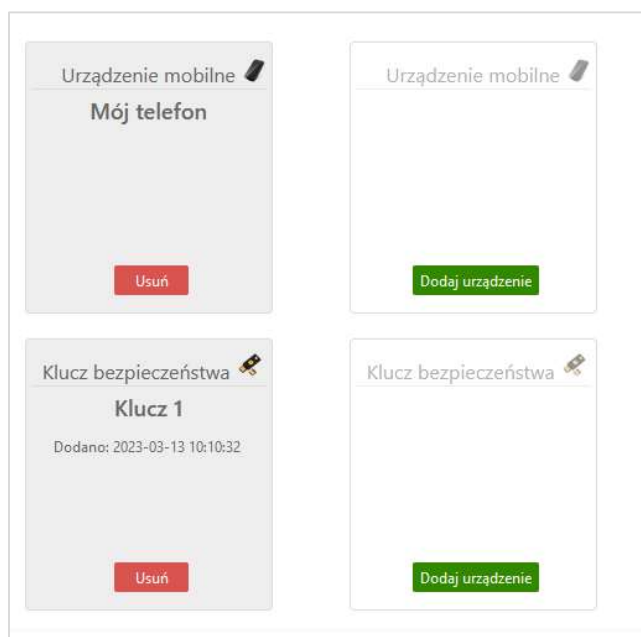 Urządzenie mobilne
Mój telefon
Usuń
Urządzenie mobilne
Dodaj urządzenie
Klucz bezpieczeństwa
Klucz 1
Dodano: 2023-03-13 10:10:32
Usuń
Klucz bezpieczeństwa
Dodaj urządzenie